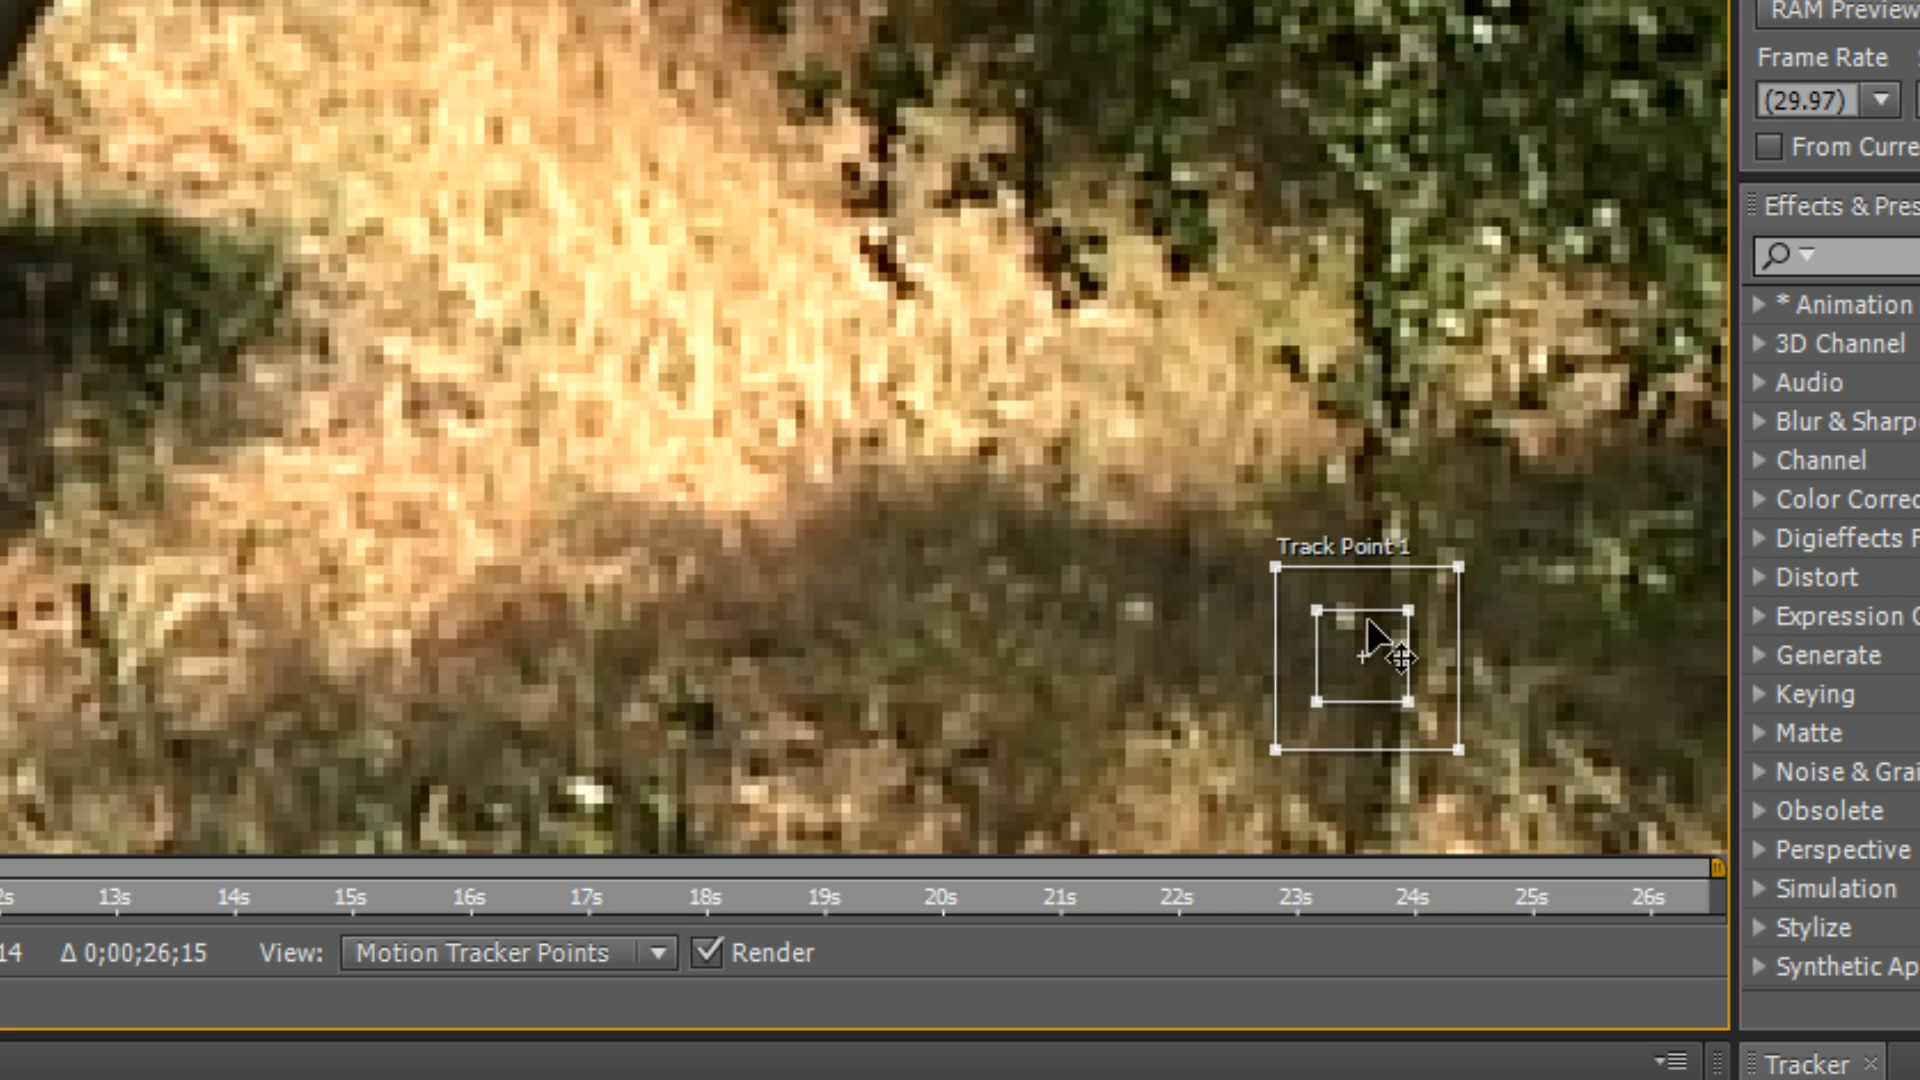 RAM Preview
Frame Rate
(29.97)
From Curre
Effects & Pres
* Animation
3D Channel
Audio
Blur & Sharp
Channel
Color Correc
Digieffects F
Distort
Expression C
Generate
Keying
Matte
Noise & Grai
Obsolete
Perspective
Simulation
Stylize
Synthetic Ap
Track Point 1
2s 13s 14s 15s 16s 17s 18s 19s 20s 21s 22s 23s 24s 25s 26s
14 Δ 0;00;26;15 View: Motion Tracker Points Render
Tracker